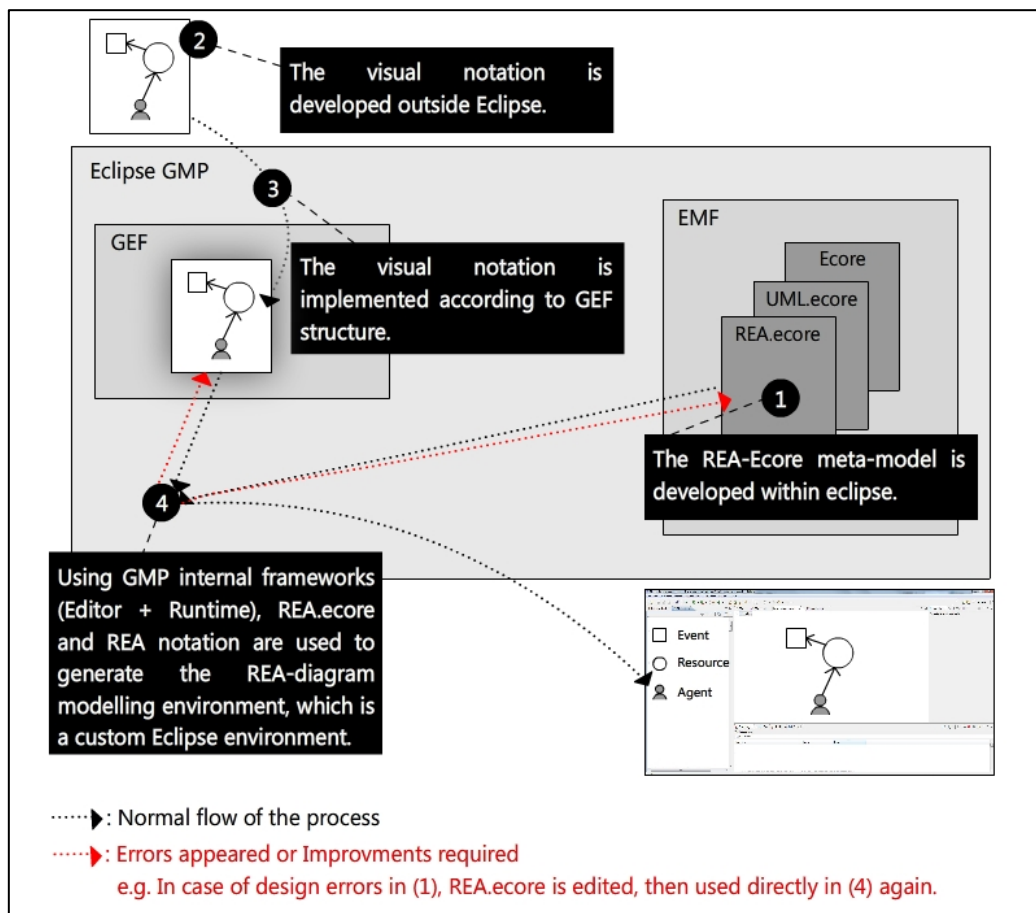 2
The visual notation is
developed outside Eclipse.
Eclipse GMP
3
GEF
The visual notation is
implemented according to GEF
structure.
EMF
Ecore
UML.ecore
REA.ecore
1
The REA-Ecore meta-model is
developed within eclipse.
4
Using GMP internal frameworks
(Editor + Runtime), REA.ecore
and REA notation are used to
generate the REA-diagram
modelling environment, which is
a custom Eclipse environment.
Event
Resource
Agent
: Normal flow of the process
: Errors appeared or Improvments required
e.g. In case of design errors in (1), REA.ecore is edited, then used directly in (4) again.